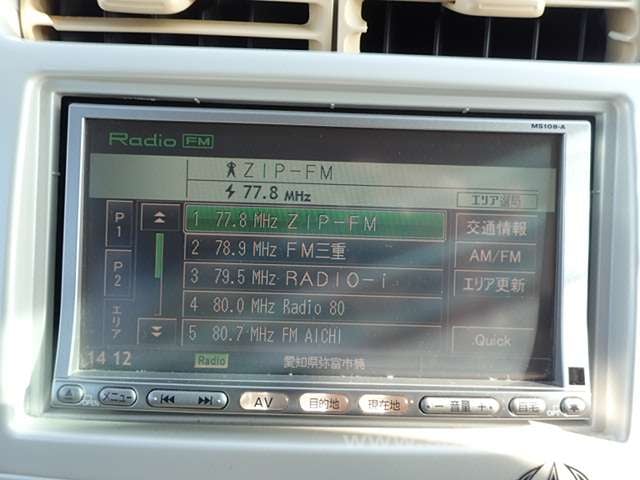 MS109-A
Radio FM
ZIP-FM
77.8 MHz
エリア選局
P1
P2
エリア
1 77.8 MHz ZIP-FM
2 78.9 MHz FM三重
3 79.5 MHz RADIO-i
4 80.0 MHz Radio 80
5 80.7 MHz FM AICHI
交通情報
AM/FM
エリア更新
Quick
14 12
Radio
愛知県弥富市楠
OPEN
メニュー
AV
目的地
現在地
− 音量 +
自宅
OFF